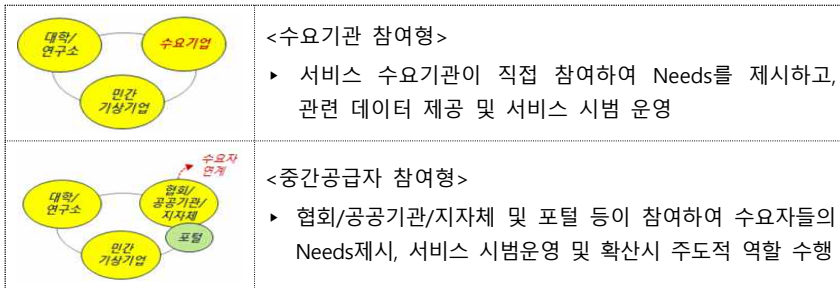 대학/
연구소
수요기업
민간
기상기업
<수요기관 참여형>
▶ 서비스 수요기관이 직접 참여하여 Needs를 제시하고,
관련 데이터 제공 및 서비스 시범 운영
수요자
연계
대학/
연구소
협회/
공공기관/
지자체
포털
민간
기상기업
<중간공급자 참여형>
▶ 협회/공공기관/지자체 및 포털 등이 참여하여 수요자들의
Needs제시, 서비스 시범운영 및 확산시 주도적 역할 수행